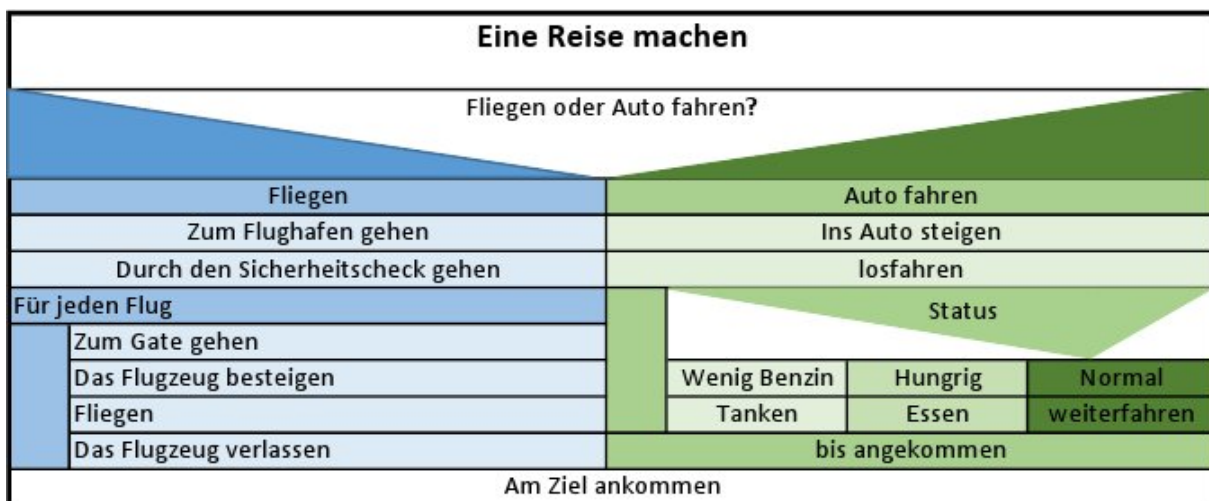 Eine Reise machen
Fliegen oder Auto fahren?
Fliegen
Auto fahren
Zum Flughafen gehen
Ins Auto steigen
Durch den Sicherheitscheck gehen
losfahren
Für jeden Flug
Status
Zum Gate gehen
Das Flugzeug besteigen
Wenig Benzin
Hungrig
Normal
Fliegen
Tanken
Essen
weiterfahren
Das Flugzeug verlassen
bis angekommen
Am Ziel ankommen